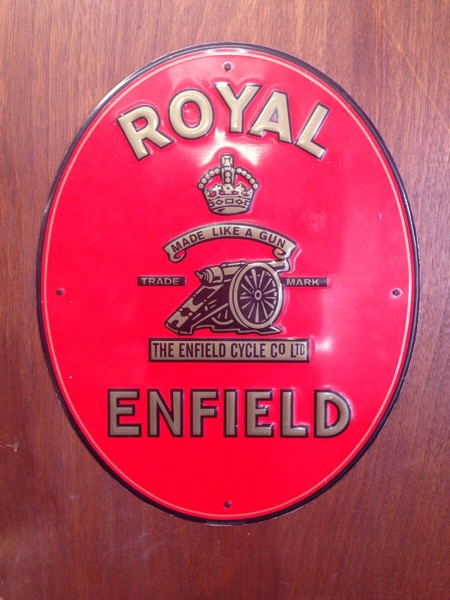 ROYAL
MADE LIKE A GUN
TRADE MARK
THE ENFIELD CYCLE CO LTD
ENFIELD